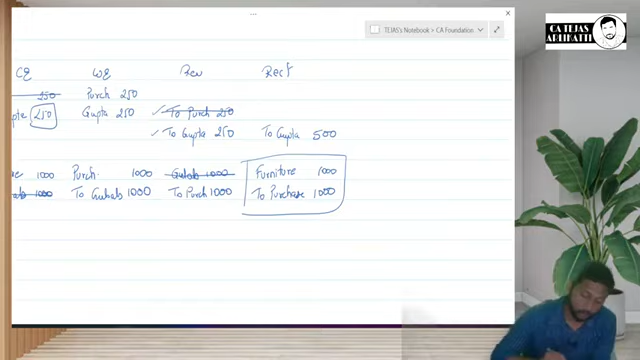 TEJAS's Notebook > CA Foundation
CA TEJAS
ARLIKATTI
CE WE Rev Rect
250 Purch 250
250 Gupta 250 To Purch 250
To Gupta 250 To Gupta 500
1000 Purch 1000 Gulab 1000 Furniture 1000
1000 To Gulab 1000 To Purch 1000 To Purchase 1000